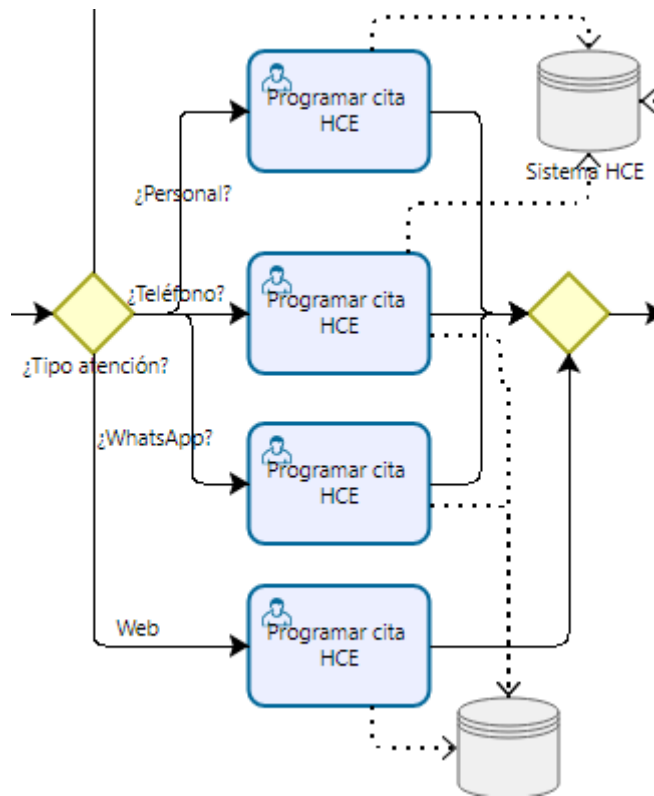 Programar cita
HCE
Sistema HCE
¿Personal?
¿Teléfono?
Programar cita
HCE
¿Tipo atención?
¿WhatsApp?
Programar cita
HCE
Web
Programar cita
HCE